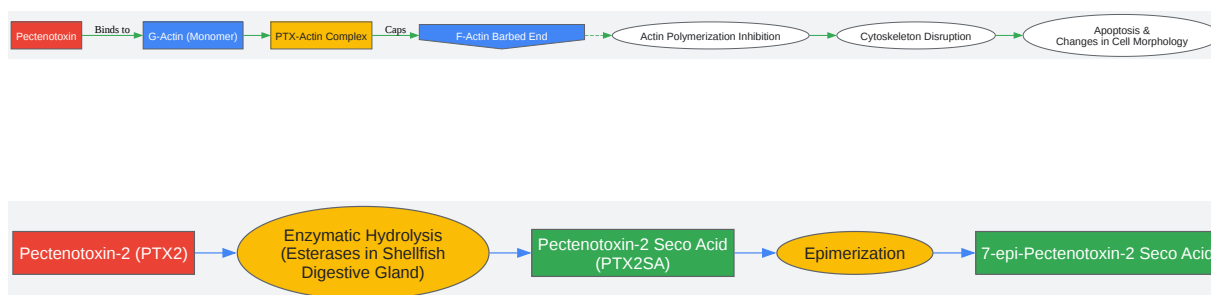 Pectenotoxin
Binds to
G-Actin (Monomer)
PTX-Actin Complex
Caps
F-Actin Barbed End
Actin Polymerization Inhibition
Cytoskeleton Disruption
Apoptosis &
Changes in Cell Morphology
Pectenotoxin-2 (PTX2)
Enzymatic Hydrolysis
(Esterases in Shellfish
Digestive Gland)
Pectenotoxin-2 Seco Acid
(PTX2SA)
Epimerization
7-epi-Pectenotoxin-2 Seco Acid